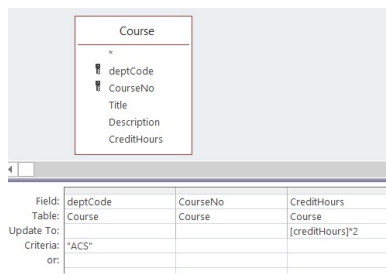 Course
*
deptCode
CourseNo
Title
Description
CreditHours
Field: deptCode CourseNo CreditHours
Table: Course Course Course
Update To: [creditHours]*2
Criteria: "ACS"
or: